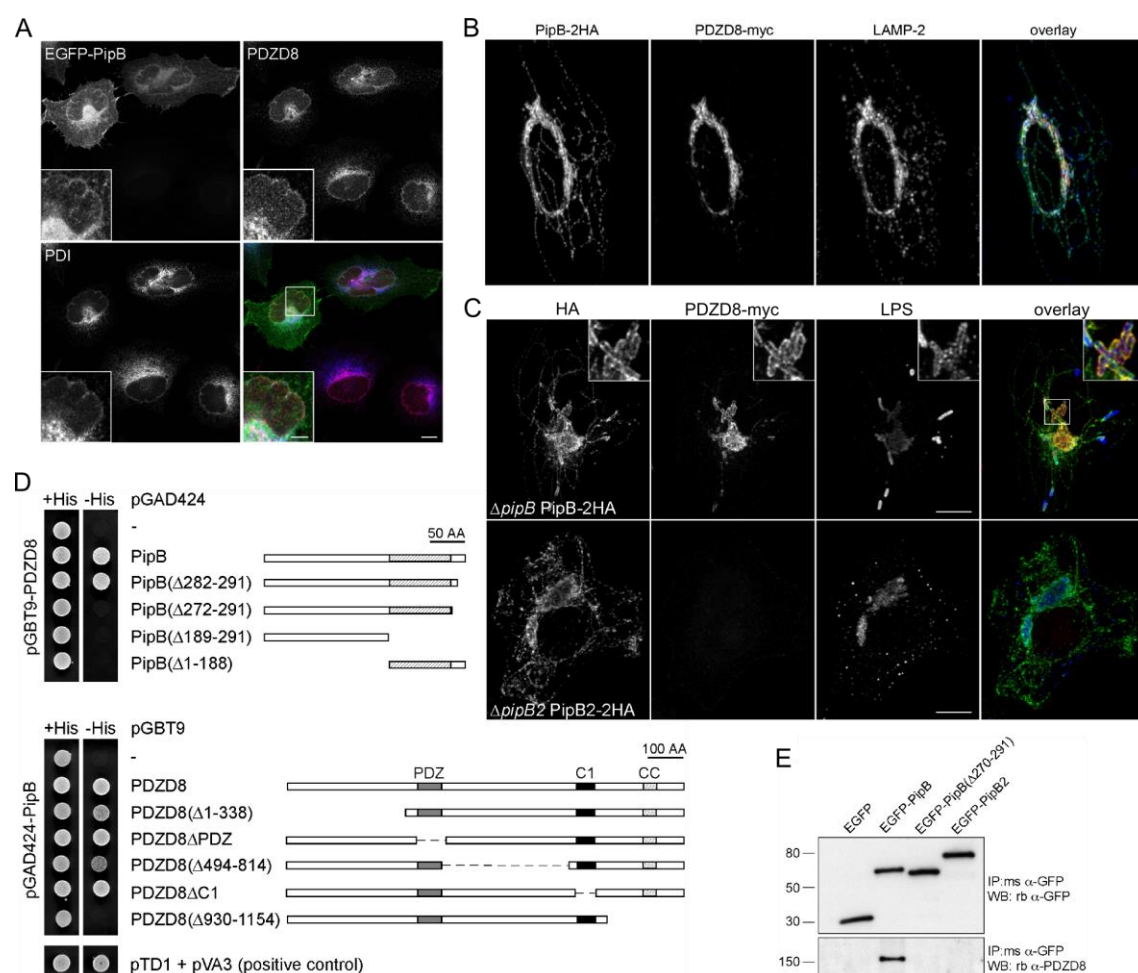 A
EGFP-PipB
PDZD8
PDI
B
PipB-2HA PDZD8-myc LAMP-2 overlay
C
HA PDZD8-myc LPS overlay
ΔpipB PipB-2HA
ΔpipB2 PipB2-2HA
D
+His -His pGAD424
pGBT9-PDZD8
-
50 AA
PipB
PipB(Δ282-291)
PipB(Δ272-291)
PipB(Δ189-291)
PipB(Δ1-188)
+His -His pGBT9
pGAD424-PipB
-
100 AA
PDZ C1 CC
PDZD8
PDZD8(Δ1-338)
PDZD8ΔPDZ
PDZD8(Δ494-814)
PDZD8ΔC1
PDZD8(Δ930-1154)
pTD1 + pVA3 (positive control)
E
EGFP
EGFP-PipB
EGFP-PipB(Δ270-291)
EGFP-PipB2
80
50
30
IP:ms α-GFP
WB: rb α-GFP
150
IP:ms α-GFP
WB: rb α-PDZD8